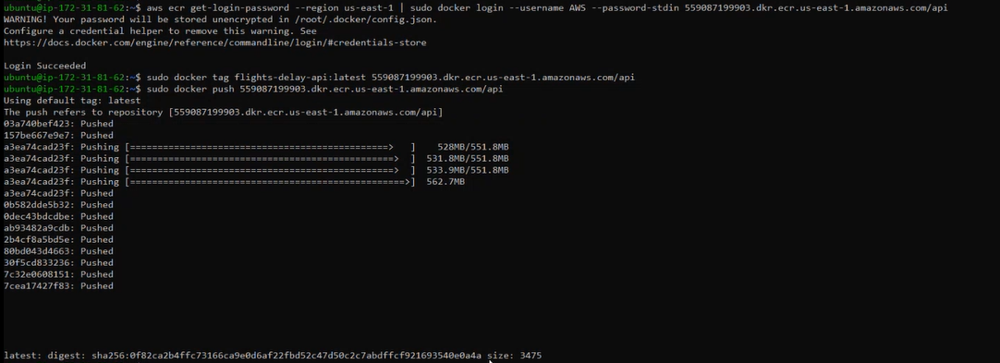 ubuntu@ip-172-31-81-62:~$ aws ecr get-login-password --region us-east-1 | sudo docker login --username AWS --password-stdin 559087199903.dkr.ecr.us-east-1.amazonaws.com/api
WARNING! Your password will be stored unencrypted in /root/.docker/config.json.
Configure a credential helper to remove this warning. See
https://docs.docker.com/engine/reference/commandline/login/#credentials-store
Login Succeeded
ubuntu@ip-172-31-81-62:~$ sudo docker tag flights-delay-api:latest 559087199903.dkr.ecr.us-east-1.amazonaws.com/api
ubuntu@ip-172-31-81-62:~$ sudo docker push 559087199903.dkr.ecr.us-east-1.amazonaws.com/api
Using default tag: latest
The push refers to repository [559087199903.dkr.ecr.us-east-1.amazonaws.com/api]
03a740bef423: Pushed
157be667e9e7: Pushed
a3ea74cad23f: Pushing [===============================================>   ]    528MB/551.8MB
a3ea74cad23f: Pushing [================================================>  ]  531.8MB/551.8MB
a3ea74cad23f: Pushing [================================================>  ]  533.9MB/551.8MB
a3ea74cad23f: Pushing [==================================================>]  562.7MB
a3ea74cad23f: Pushed
0b582dde5b32: Pushed
0dec43bdcdbe: Pushed
ab93482a9cdb: Pushed
2b4cf8a5bd5e: Pushed
80bd043d4663: Pushed
30f5cd833236: Pushed
7c32e0608151: Pushed
7cea17427f83: Pushed
latest: digest: sha256:0f82ca2b4ffc73166ca9e0d6af22fbd52c47d50c2c7abdffcf921693540e0a4a size: 3475